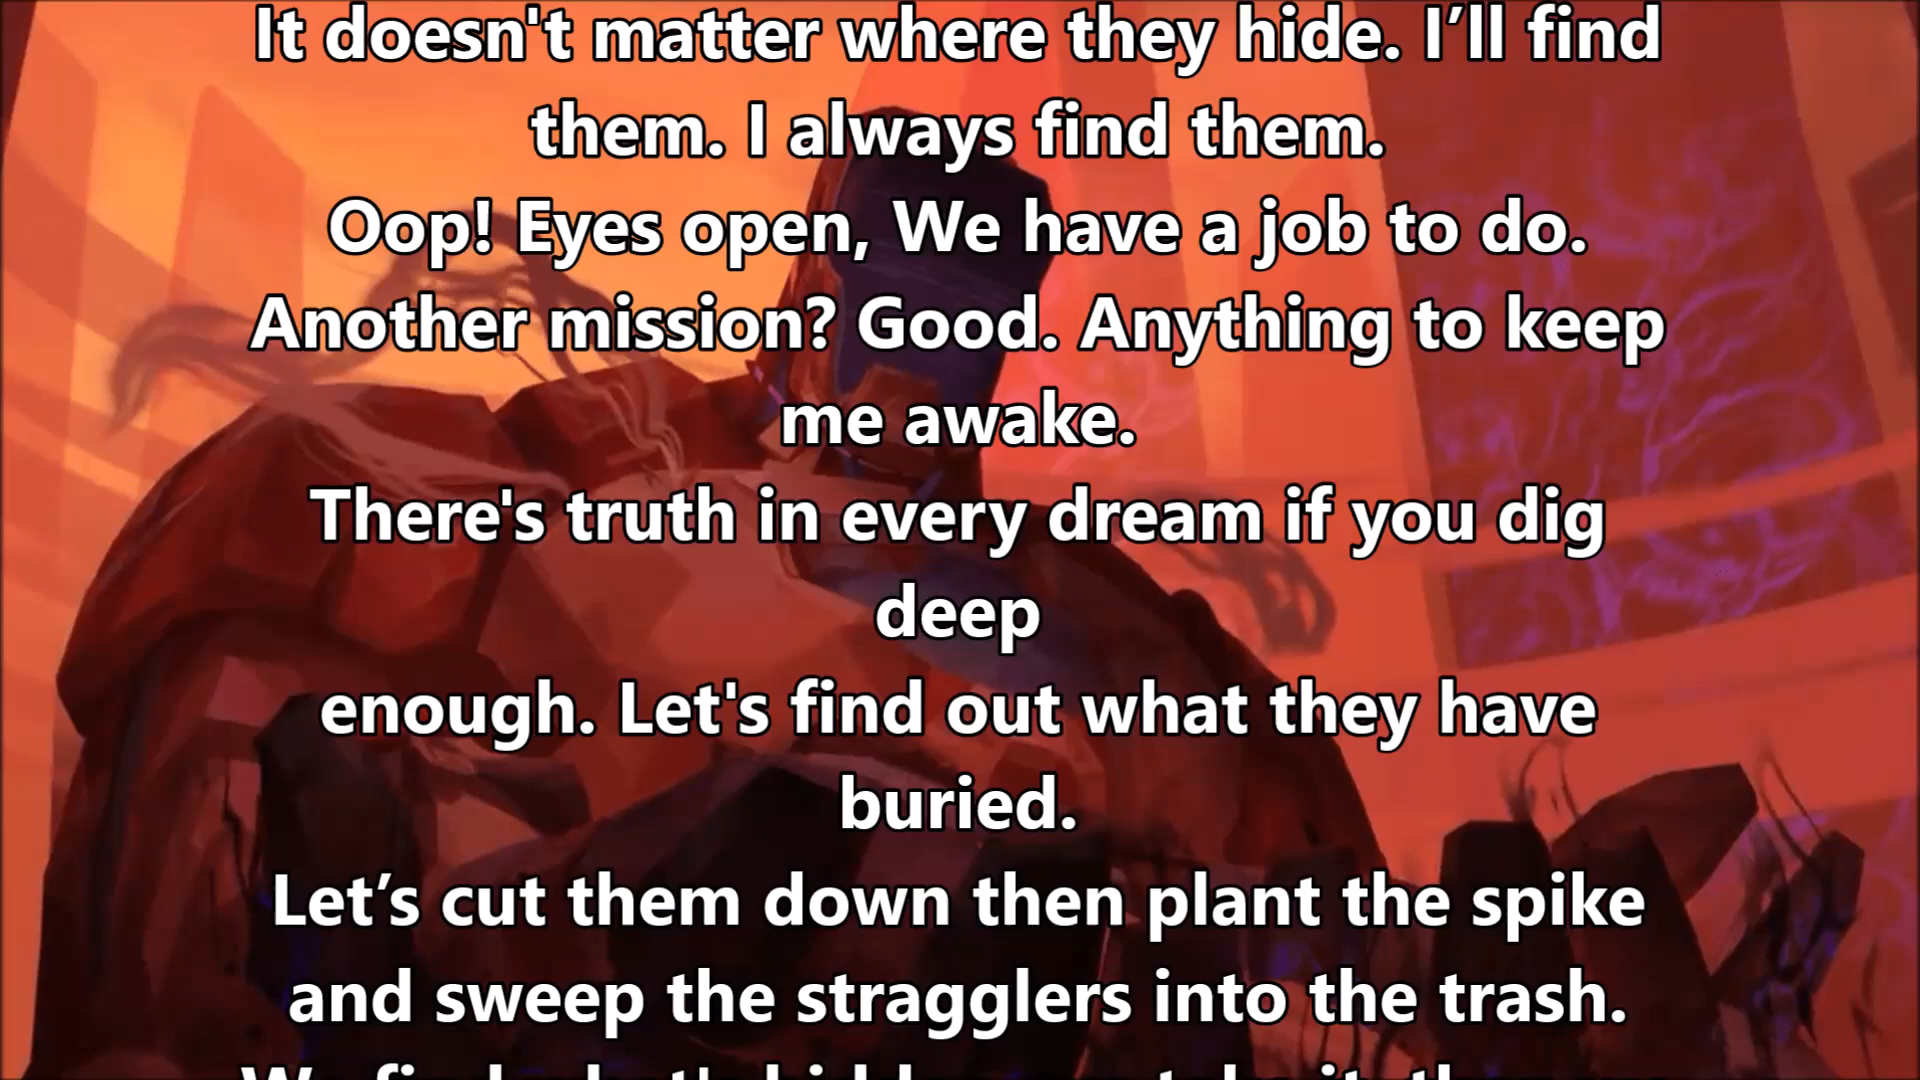 It doesn't matter where they hide. I’ll find
them. I always find them.
Oop! Eyes open, We have a job to do.
Another mission? Good. Anything to keep
me awake.
There's truth in every dream if you dig
deep
enough. Let's find out what they have
buried.
Let’s cut them down then plant the spike
and sweep the stragglers into the trash.